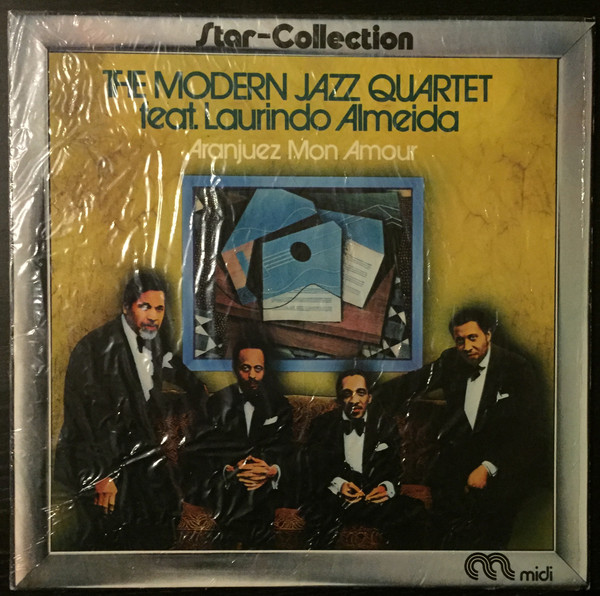 Star-Collection
THE MODERN JAZZ QUARTET
feat. Laurindo Almeida
Aranjuez Mon Amour
midi